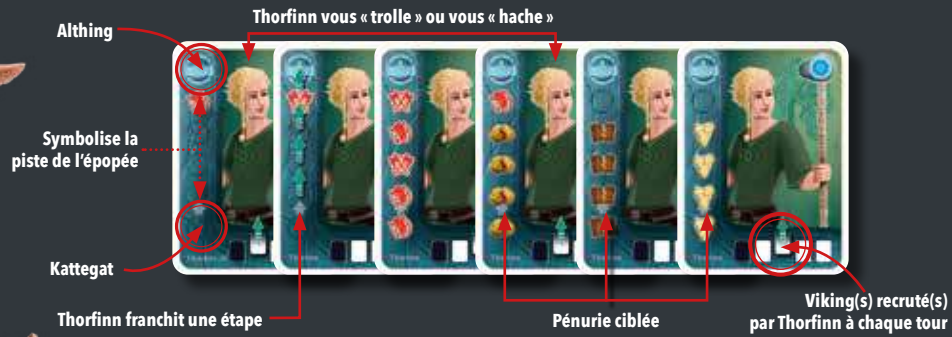 Thorfinn vous « trolle » ou vous « hache »
Althing
Symbolise la
piste de l'épopée
Kattegat
Thorfinn franchit une étape
Pénurie ciblée
Viking(s) recruté(s)
par Thorfinn à chaque tour